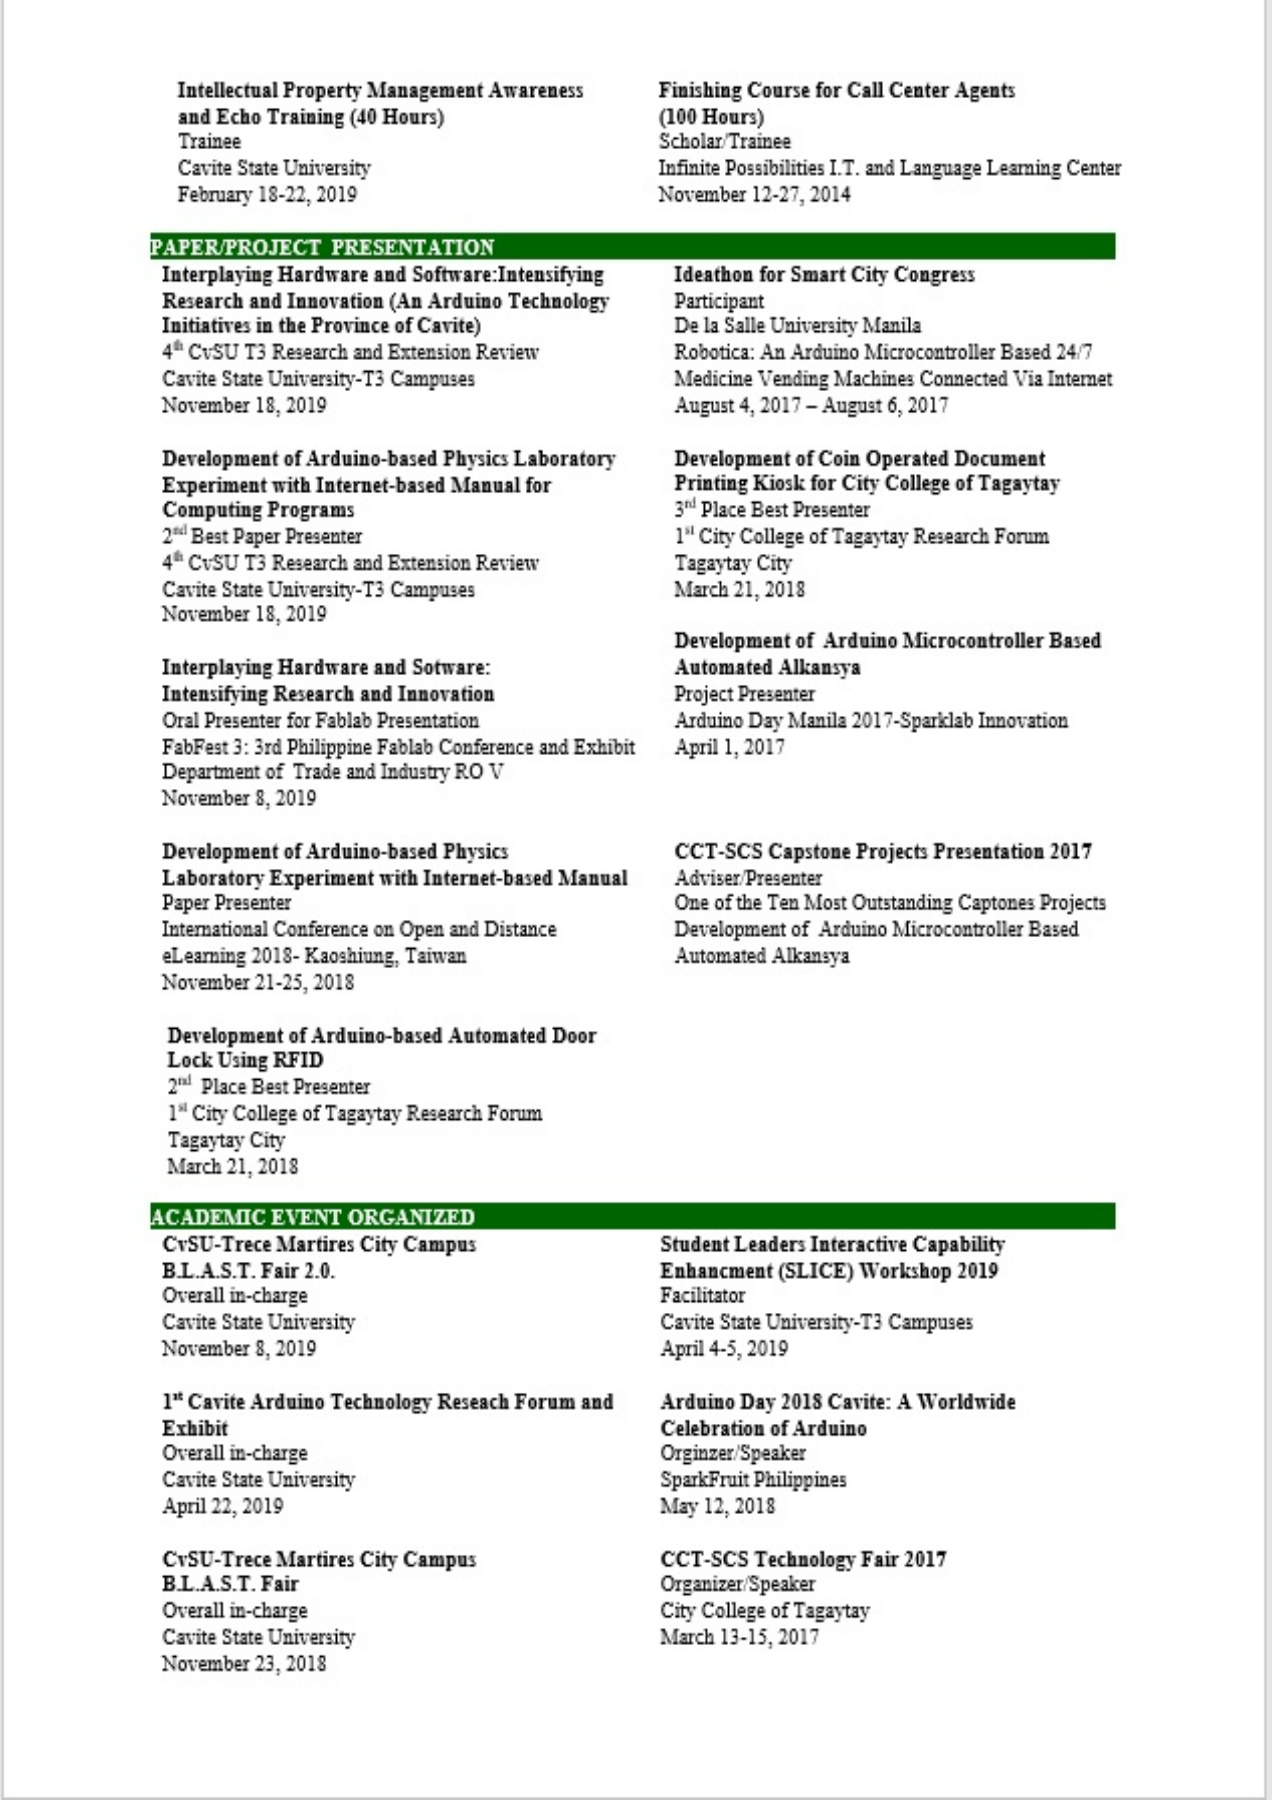 Intellectual Property Management Awareness
and Echo Training (40 Hours)
Trainee
Cavite State University
February 18-22, 2019
Finishing Course for Call Center Agents
(100 Hours)
Scholar/Trainee
Infinite Possibilities I.T. and Language Learning Center
November 12-27, 2014
PAPER/PROJECT PRESENTATION
Interplaying Hardware and Software:Intensifying
Research and Innovation (An Arduino Technology
Initiatives in the Province of Cavite)
4th CvSU T3 Research and Extension Review
Cavite State University-T3 Campuses
November 18, 2019
Development of Arduino-based Physics Laboratory
Experiment with Internet-based Manual for
Computing Programs
2nd Best Paper Presenter
4th CvSU T3 Research and Extension Review
Cavite State University-T3 Campuses
November 18, 2019
Interplaying Hardware and Sotware:
Intensifying Research and Innovation
Oral Presenter for Fablab Presentation
FabFest 3: 3rd Philippine Fablab Conference and Exhibit
Department of Trade and Industry RO V
November 8, 2019
Development of Arduino-based Physics
Laboratory Experiment with Internet-based Manual
Paper Presenter
International Conference on Open and Distance
eLearning 2018- Kaoshiung, Taiwan
November 21-25, 2018
Development of Arduino-based Automated Door
Lock Using RFID
2nd Place Best Presenter
1st City College of Tagaytay Research Forum
Tagaytay City
March 21, 2018
Ideathon for Smart City Congress
Participant
De la Salle University Manila
Robotica: An Arduino Microcontroller Based 24/7
Medicine Vending Machines Connected Via Internet
August 4, 2017 – August 6, 2017
Development of Coin Operated Document
Printing Kiosk for City College of Tagaytay
3rd Place Best Presenter
1st City College of Tagaytay Research Forum
Tagaytay City
March 21, 2018
Development of Arduino Microcontroller Based
Automated Alkansya
Project Presenter
Arduino Day Manila 2017-Sparklab Innovation
April 1, 2017
CCT-SCS Capstone Projects Presentation 2017
Adviser/Presenter
One of the Ten Most Outstanding Captones Projects
Development of Arduino Microcontroller Based
Automated Alkansya
ACADEMIC EVENT ORGANIZED
CvSU-Trece Martires City Campus
B.L.A.S.T. Fair 2.0.
Overall in-charge
Cavite State University
November 8, 2019
1st Cavite Arduino Technology Reseach Forum and
Exhibit
Overall in-charge
Cavite State University
April 22, 2019
CvSU-Trece Martires City Campus
B.L.A.S.T. Fair
Overall in-charge
Cavite State University
November 23, 2018
Student Leaders Interactive Capability
Enhancment (SLICE) Workshop 2019
Facilitator
Cavite State University-T3 Campuses
April 4-5, 2019
Arduino Day 2018 Cavite: A Worldwide
Celebration of Arduino
Orginzer/Speaker
SparkFruit Philippines
May 12, 2018
CCT-SCS Technology Fair 2017
Organizer/Speaker
City College of Tagaytay
March 13-15, 2017